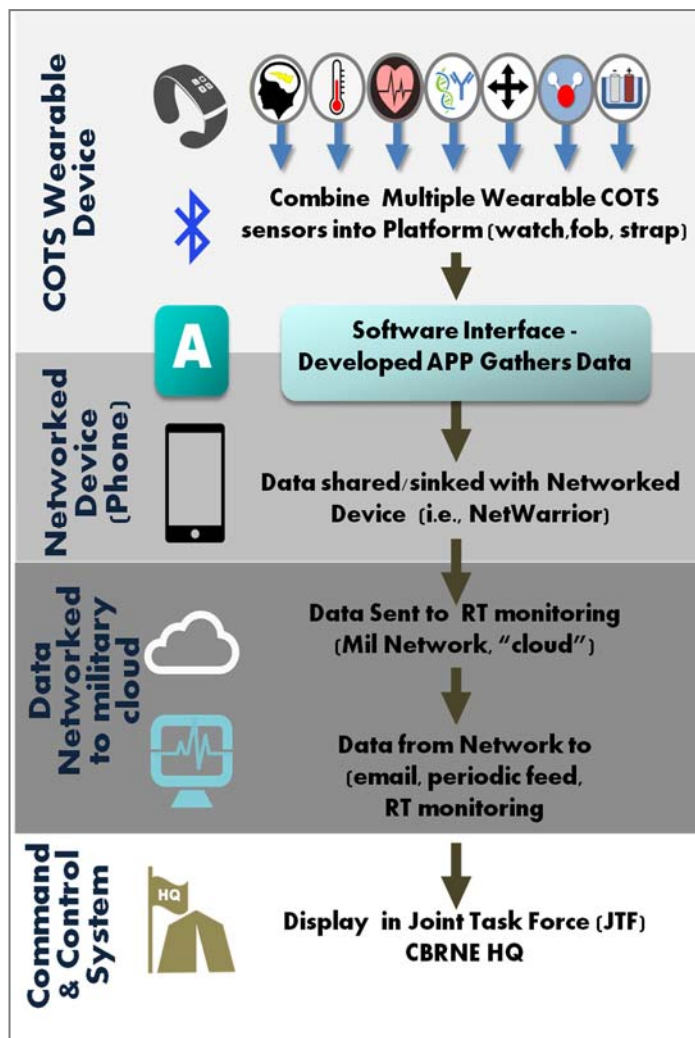 COTS Wearable
Device
Combine Multiple Wearable COTS
sensors into Platform (watch,fob, strap)
A
Software Interface -
Developed APP Gathers Data
Networked
Device
(Phone)
Data shared/sinked with Networked
Device (i.e., NetWarrior)
Data
Networked
to military
cloud
Data Sent to RT monitoring
(Mil Network, “cloud”)
Data from Network to
(email, periodic feed,
RT monitoring
Command
& Control
System
HQ
Display in Joint Task Force (JTF)
CBRNE HQ